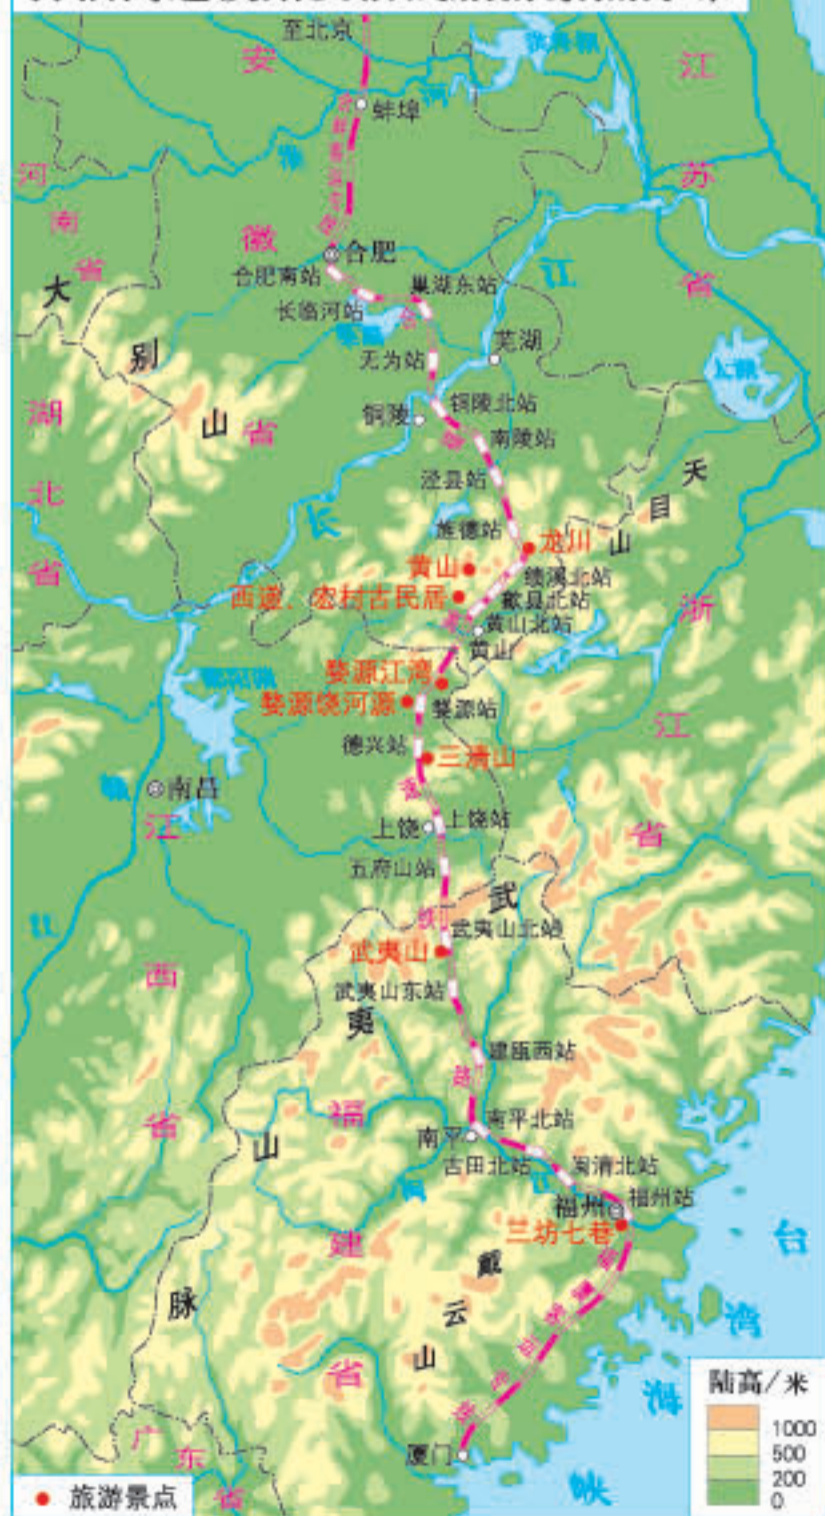 至北京
安
江
河
蚌埠
淮
河
南
省
苏
徽
合肥
江
省
大
合肥南站
巢湖东站
长临河站
别
芜湖
无为站
湖
山
省
铜陵
铜陵北站
南陵站
泾县站
天
目
山
北
长
旌德站
龙川
省
黄山
绩溪北站
西递、宏村古民居
歙县北站
浙
黄山北站
黄山
婺源江湾
婺源饶河源
婺源站
江
德兴站
三清山
南昌
江
上饶
上饶站
省
五府山站
武
武夷山北站
武夷山
西
武夷山东站
夷
建瓯西站
路
福
省
南平
南平北站
山
古田北站
闽清北站
闽
江
福州
福州站
三坊七巷
建
台
戴
云
山
脉
湾
省
海
峡
陆高/米
1000
500
200
0
广
东
省
厦门
旅游景点